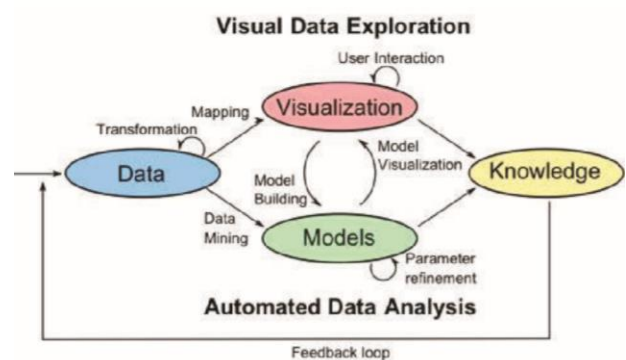 Visual Data Exploration
User Interaction
Visualization
Mapping
Transformation
Data
Model
Visualization
Knowledge
Model
Building
Data
Mining
Models
Parameter
refinement
Automated Data Analysis
Feedback loop